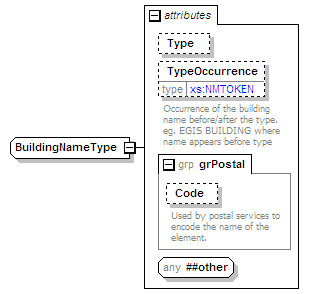 attributes
Type
TypeOccurrence
type xs:NMTOKEN
Occurrence of the building
name before/after the type.
eg. EGIS BUILDING where
name appears before type
BuildingNameType
grp grPostal
Code
Used by postal services to
encode the name of the
element.
any ##other